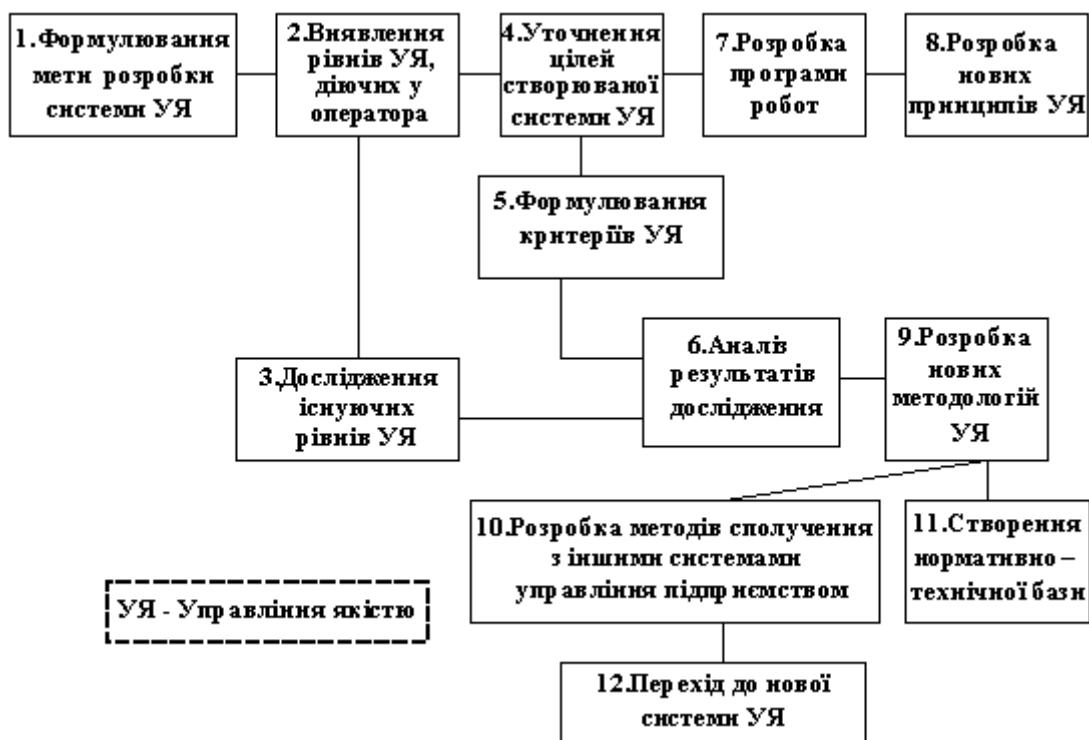 1.Формулювання
мети розробки
системи УЯ
2.Виявлення
рівнів УЯ,
діючих у
оператора
4.Уточнення
цілей
створюваної
системи УЯ
7.Розробка
програми
робот
8.Розробка
нових
принципів УЯ
5.Формулювання
критеріїв УЯ
3.Дослідження
існуючих
рівнів УЯ
6.Аналіз
результатів
дослідження
9.Розробка
нових
методологій
УЯ
10.Розробка методів сполучення
з іншими системами
управління підприємством
11.Створення
нормативно –
технічної бази
УЯ - Управління якістю
12.Перехід до нової
системи УЯ